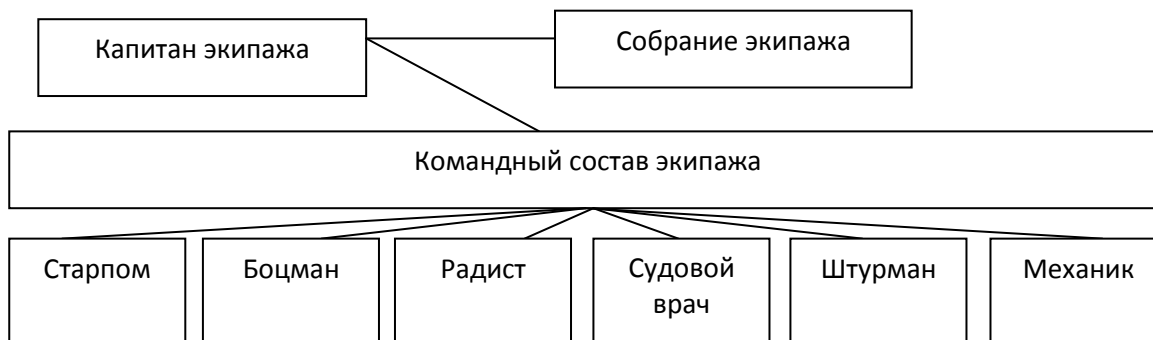 Капитан экипажа
Собрание экипажа
Командный состав экипажа
Старпом
Боцман
Радист
Судовой
врач
Штурман
Механик